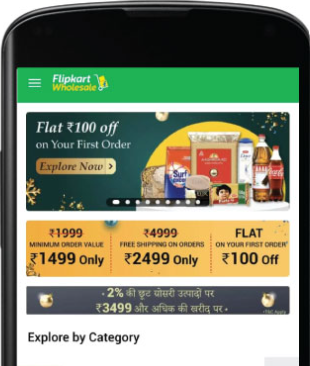 Flipkart
Wholesale
Flat ₹100 off
on Your First Order
Explore Now >
Surf
Coca-Cola
₹1999
MINIMUM ORDER VALUE
₹1499 Only
₹4999
FREE SHIPPING ON ORDERS
₹2499 Only
FLAT
ON YOUR FIRST ORDER*
₹100 Off
• 2% की छूट ग्रोसरी उत्पादों पर
₹3499 और अधिक की खरीद पर •
Explore by Category